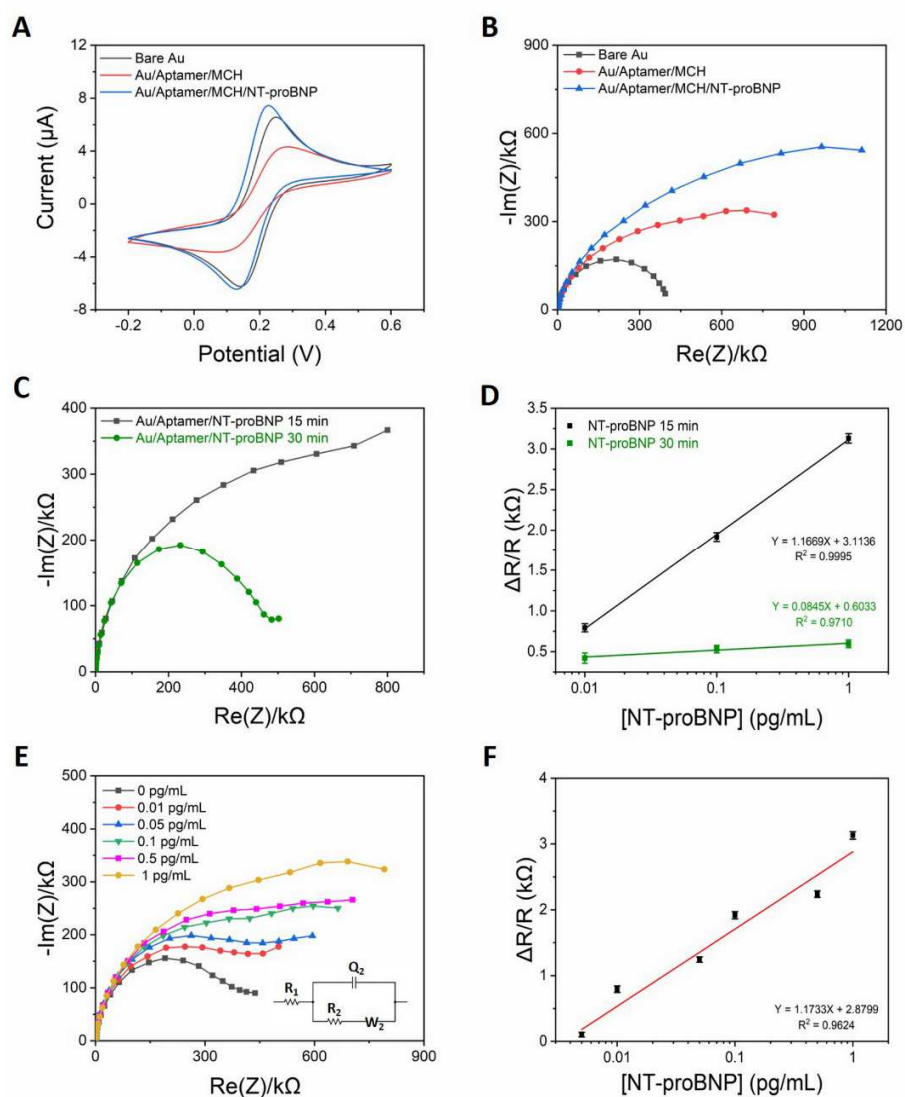 A
12
8
4
0
-4
-8
Current (µA)
-0.2
0.0
0.2
0.4
0.6
Potential (V)
Bare Au
Au/Aptamer/MCH
Au/Aptamer/MCH/NT-proBNP
B
-900
-600
-300
0
-Im(Z)/kΩ
0
300
600
900
1200
Re(Z)/kΩ
Bare Au
Au/Aptamer/MCH
Au/Aptamer/MCH/NT-proBNP
C
400
300
200
100
0
-Im(Z)/kΩ
0
200
400
600
800
Re(Z)/kΩ
Au/Aptamer/NT-proBNP 15 min
Au/Aptamer/NT-proBNP 30 min
D
3.5
3.0
2.5
2.0
1.5
1.0
0.5
ΔR/R (kΩ)
0.01
0.1
1
[NT-proBNP] (pg/mL)
NT-proBNP 15 min
NT-proBNP 30 min
Y = 1.1669X + 3.1136
R² = 0.9995
Y = 0.0845X + 0.6033
R² = 0.9710
E
500
400
300
200
100
0
-Im(Z)/kΩ
0
300
600
900
Re(Z)/kΩ
0 pg/mL
0.01 pg/mL
0.05 pg/mL
0.1 pg/mL
0.5 pg/mL
1 pg/mL
Q₂
R₁
R₂
W₂
F
4
3
2
1
0
ΔR/R (kΩ)
0.01
0.1
1
[NT-proBNP] (pg/mL)
Y = 1.1733X + 2.8799
R² = 0.9624